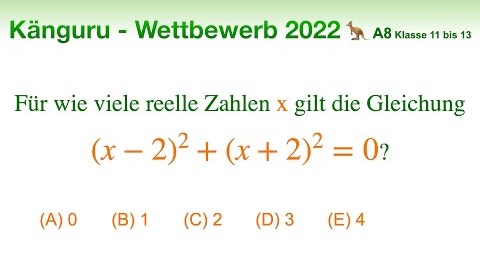 Känguru - Wettbewerb 2022 🦘 A8 Klasse 11 bis 13
Für wie viele reelle Zahlen x gilt die Gleichung
(x − 2)² + (x + 2)² = 0?
(A) 0 (B) 1 (C) 2 (D) 3 (E) 4